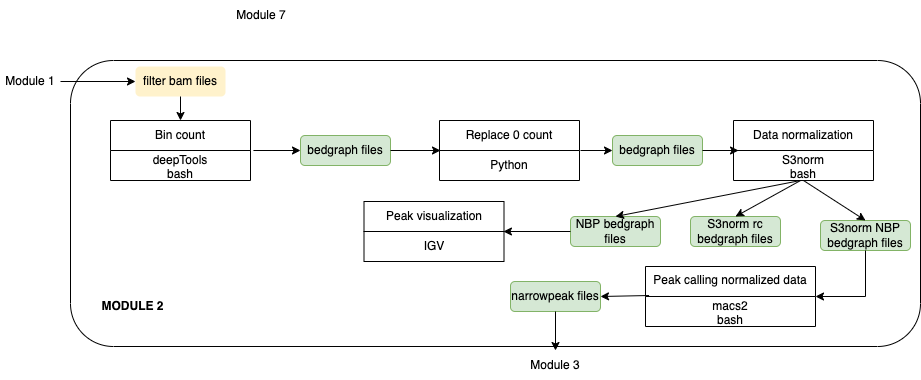 Module 7
Module 1
filter bam files
Bin count
deepTools
bash
bedgraph files
Replace 0 count
Python
bedgraph files
Data normalization
S3norm
bash
Peak visualization
IGV
NBP bedgraph
files
S3norm rc
bedgraph files
S3norm NBP
bedgraph files
MODULE 2
narrowpeak files
Peak calling normalized data
macs2
bash
Module 3